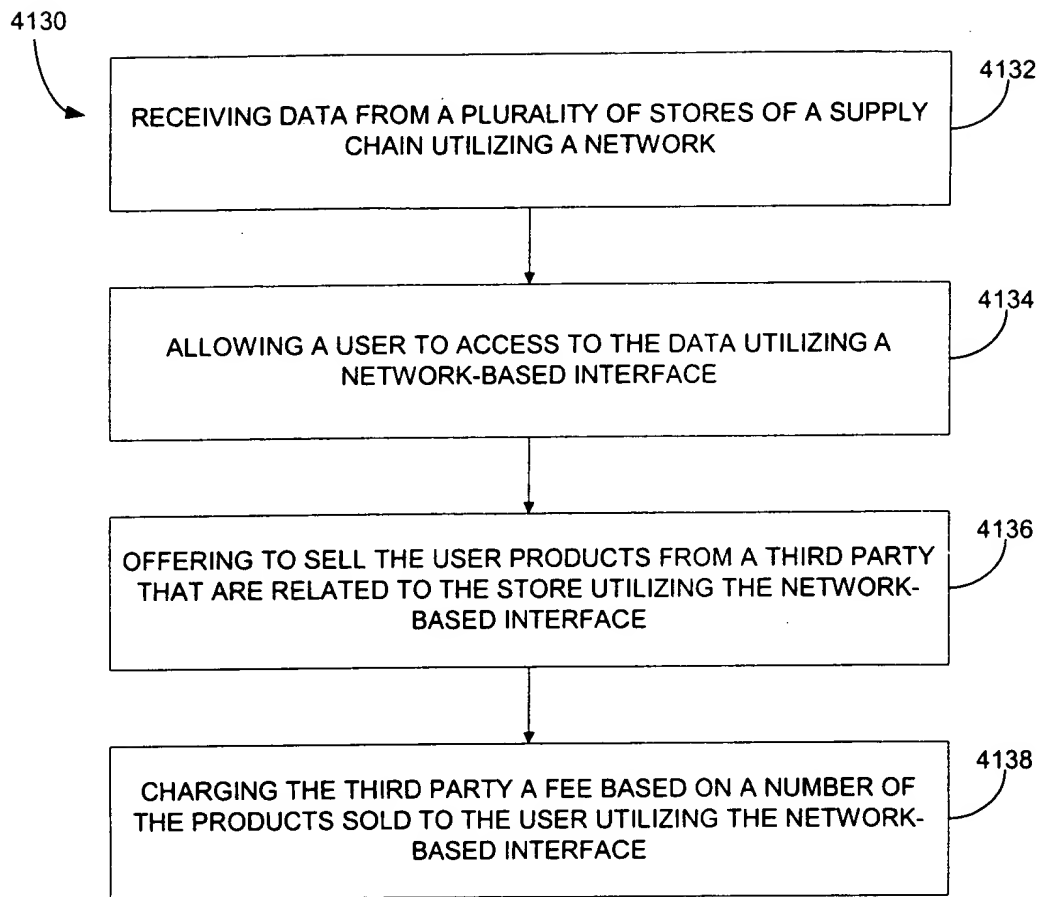 4130
4132
RECEIVING DATA FROM A PLURALITY OF STORES OF A SUPPLY
CHAIN UTILIZING A NETWORK
4134
ALLOWING A USER TO ACCESS TO THE DATA UTILIZING A
NETWORK-BASED INTERFACE
4136
OFFERING TO SELL THE USER PRODUCTS FROM A THIRD PARTY
THAT ARE RELATED TO THE STORE UTILIZING THE NETWORK-
BASED INTERFACE
4138
CHARGING THE THIRD PARTY A FEE BASED ON A NUMBER OF
THE PRODUCTS SOLD TO THE USER UTILIZING THE NETWORK-
BASED INTERFACE